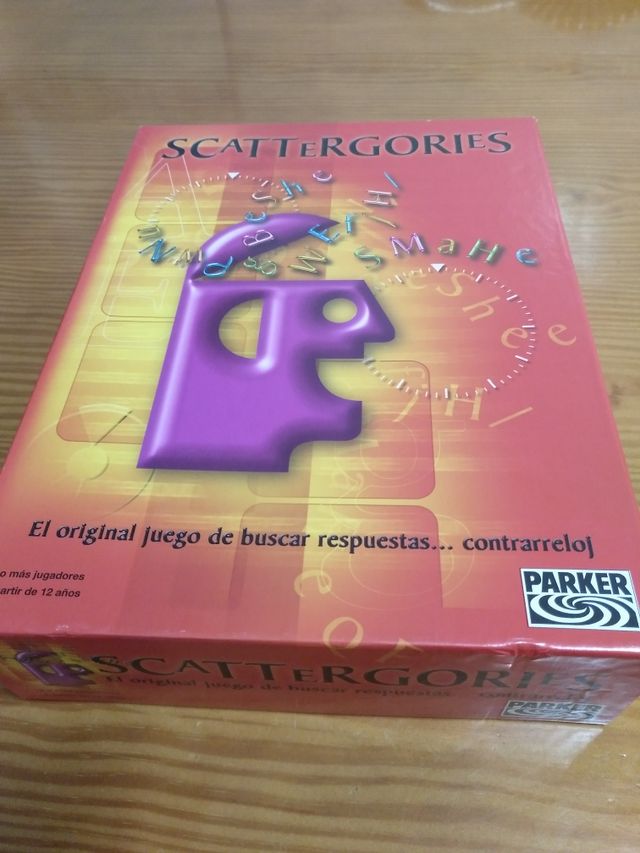 SCATTERGORIES
El original juego de buscar respuestas... contrarreloj
o más jugadores
artir de 12 años
PARKER
SCATTERGORIES
El original juego de buscar respuestas... contrarreloj
PARKER